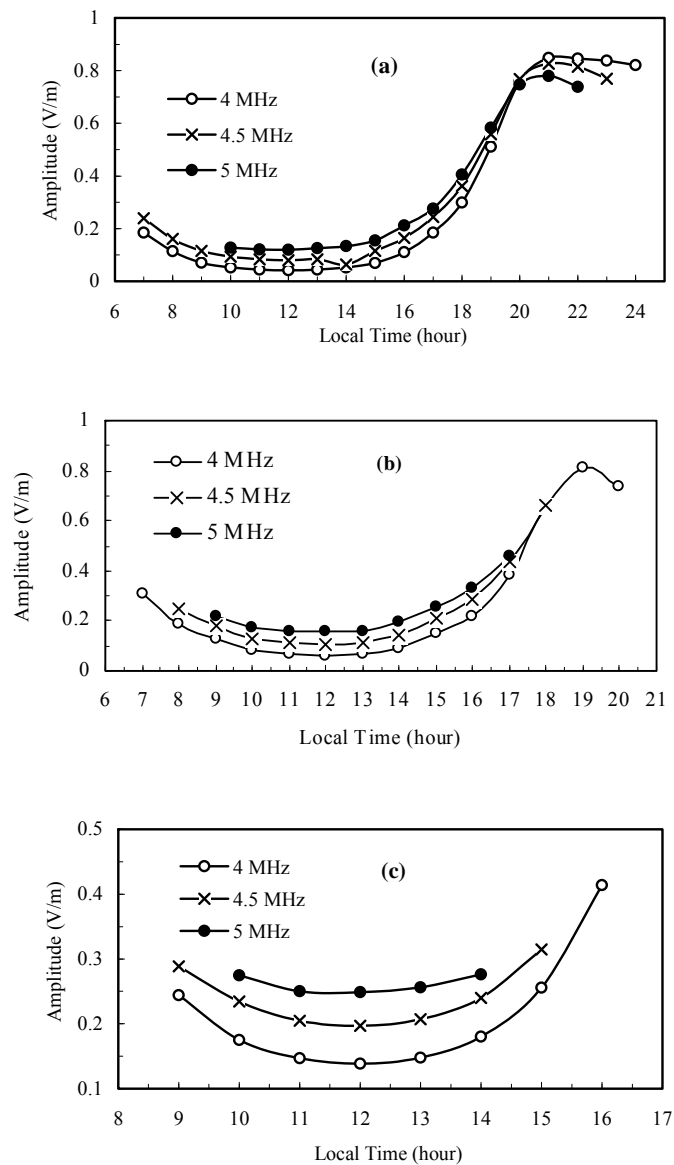 1
0.8
0.6
0.4
0.2
0
Amplitude (V/m)
(a)
4 MHz
4.5 MHz
5 MHz
6 8 10 12 14 16 18 20 22 24
Local Time (hour)
1
0.8
0.6
0.4
0.2
0
Amplitude (V/m)
(b)
4 MHz
4.5 MHz
5 MHz
6 7 8 9 10 11 12 13 14 15 16 17 18 19 20 21
Local Time (hour)
0.5
0.4
0.3
0.2
0.1
Amplitude (V/m)
(c)
4 MHz
4.5 MHz
5 MHz
8 9 10 11 12 13 14 15 16 17
Local Time (hour)